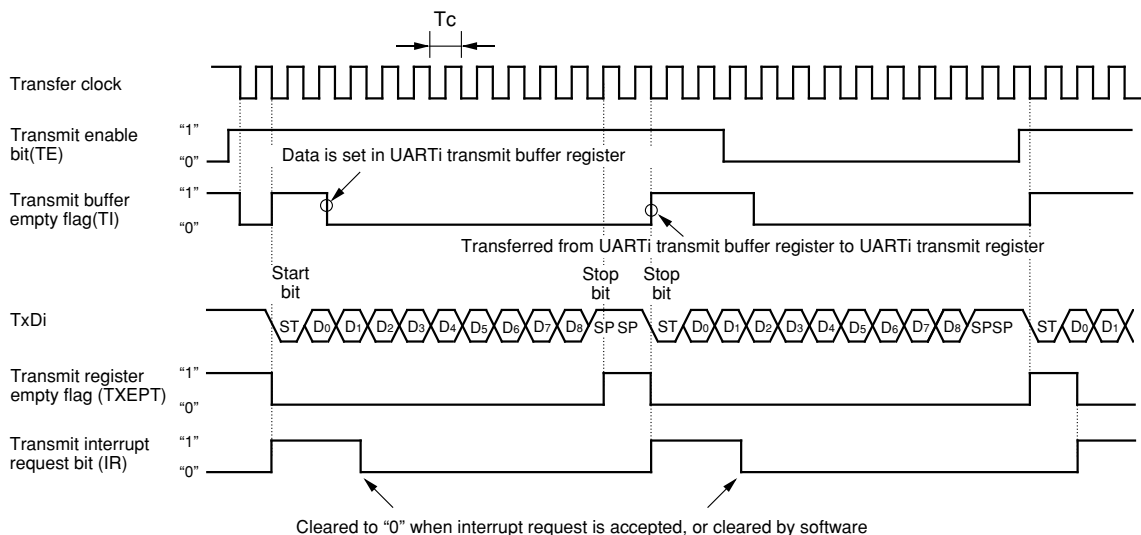 Tc
Transfer clock
Transmit enable
bit(TE)
“1”
“0”
Data is set in UARTi transmit buffer register
Transmit buffer
empty flag(TI)
“1”
“0”
Transferred from UARTi transmit buffer register to UARTi transmit register
Start
bit
Stop
bit
Stop
bit
TxDi
ST D0 D1 D2 D3 D4 D5 D6 D7 D8 SP SP ST D0 D1 D2 D3 D4 D5 D6 D7 D8 SPSP ST D0 D1
Transmit register
empty flag (TXEPT)
“1”
“0”
Transmit interrupt
request bit (IR)
“1”
“0”
Cleared to “0” when interrupt request is accepted, or cleared by software